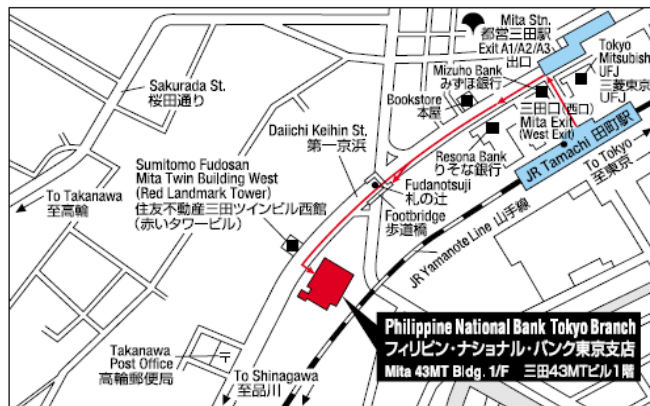 Mita Stn.
都営三田駅
Exit A1/A2/A3
出口
Tokyo
Mitsubish
UFJ
三菱東京
UFJ
Mizuho Bank
みずほ銀行
Bookstore
本屋
三田口(西口)
Mita Exit
(West Exit)
Sakurada St.
桜田通り
Daiichi Keihin St.
第一京浜
Resona Bank
りそな銀行
JR Tamachi 田町駅
To Tokyo
至東京
Sumitomo Fudosan
Mita Twin Building West
(Red Landmark Tower)
住友不動産三田ツインビル西館
(赤いタワービル)
To Takanawa
至高輪
Fudanotsuji
札の辻
Footbridge
歩道橋
JR Yamanote Line 山手線
Philippine National Bank Tokyo Branch
フィリピン・ナショナル・バンク東京支店
Mita 43MT Bldg. 1/F 三田43MTビル1階
Takanawa
Post Office
高輪郵便局
〒
To Shinagawa
至品川